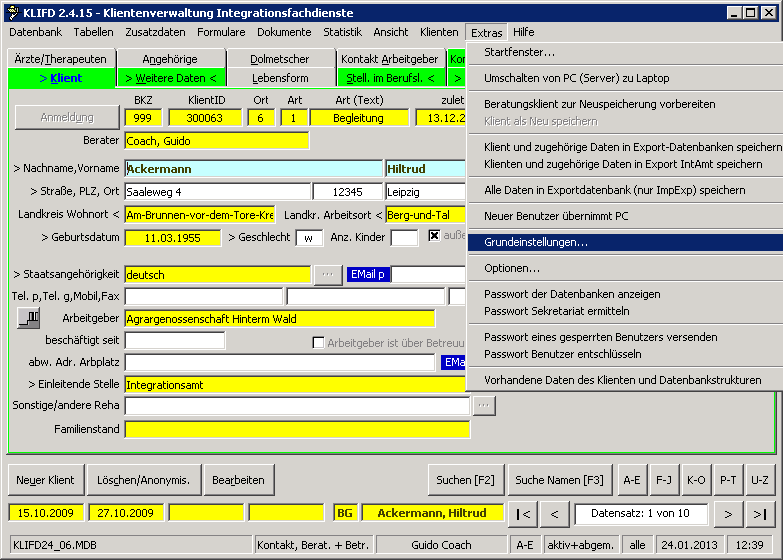 KLIFD 2.4.15 - Klientenverwaltung Integrationsfachdienste
Datenbank Tabellen Zusatzdaten Formulare Dokumente Statistik Ansicht Klienten Extras Hilfe
Ärzte/Therapeuten Angehörige Dolmetscher Kontakt Arbeitgeber Kon
> Klient > Weitere Daten < Lebensform Stell. im Berufsl. < >
BKZ KlientID Ort Art Art (Text) zulet
Anmeldung 999 300063 6 1 Begleitung 13.12.2
Berater Coach, Guido
> Nachname,Vorname Ackermann Hiltrud
> Straße, PLZ, Ort Saaleweg 4 12345 Leipzig
Landkreis Wohnort < Am-Brunnen-vor-dem-Tore-Kre Landkr. Arbeitsort < Berg-und-Tal
> Geburtsdatum 11.03.1955 > Geschlecht w Anz. Kinder auße
> Staatsangehörigkeit deutsch ... EMail p
Tel. p,Tel. g,Mobil,Fax
Arbeitgeber Agrargenossenschaft Hinterm Wald
beschäftigt seit Arbeitgeber ist über Betreuu
abw. Adr. Arbplatz EMa
> Einleitende Stelle Integrationsamt
Sonstige/andere Reha ...
Familienstand
Startfenster...
Umschalten von PC (Server) zu Laptop
Beratungsklient zur Neuspeicherung vorbereiten
Klient als Neu speichern
Klient und zugehörige Daten in Export-Datenbanken speichern
Klienten und zugehörige Daten in Export IntAmt speichern
Alle Daten in Exportdatenbank (nur ImpExp) speichern
Neuer Benutzer übernimmt PC
Grundeinstellungen...
Optionen...
Passwort der Datenbanken anzeigen
Passwort Sekretariat ermitteln
Passwort eines gesperrten Benutzers versenden
Passwort Benutzer entschlüsseln
Vorhandene Daten des Klienten und Datenbankstrukturen
Neuer Klient Löschen/Anonymis. Bearbeiten Suchen [F2] Suche Namen [F3] A-E F-J K-O P-T U-Z
15.10.2009 27.10.2009 BG Ackermann, Hiltrud |< < Datensatz: 1 von 10 > >|
KLIFD24_06.MDB Kontakt, Berat. + Betr. Guido Coach A-E aktiv+abgem. alle 24.01.2013 12:39